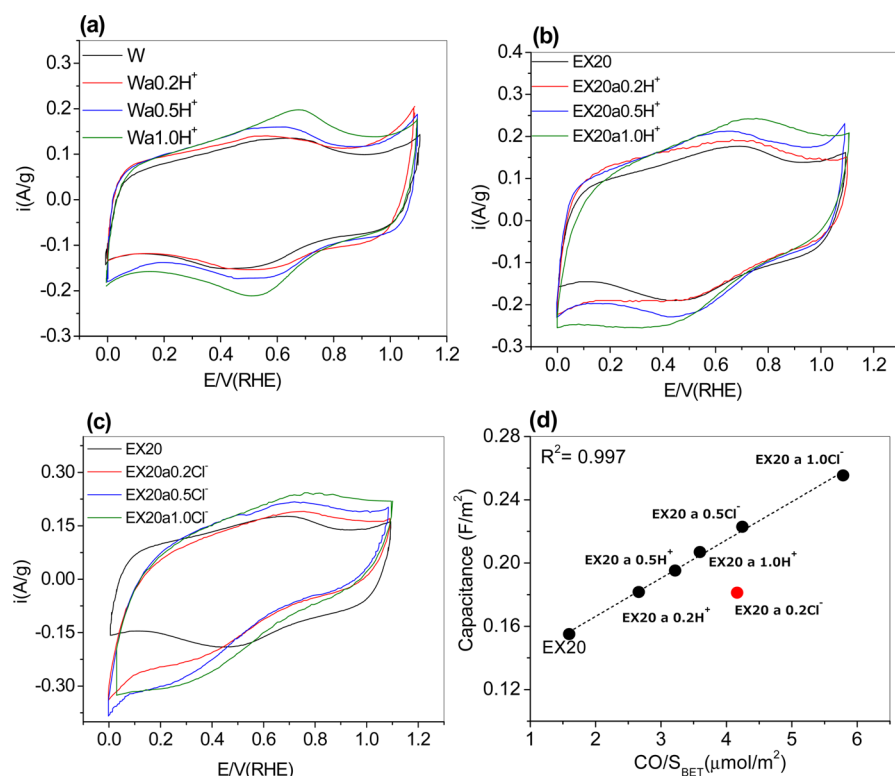 (a)
0.3
0.2
0.1
0.0
-0.1
-0.2
-0.3
i(A/g)
W
Wa0.2H⁺
Wa0.5H⁺
Wa1.0H⁺
0.0 0.2 0.4 0.6 0.8 1.0 1.2
E/V(RHE)
(b)
0.4
0.3
0.2
0.1
0.0
-0.1
-0.2
-0.3
i(A/g)
EX20
EX20a0.2H⁺
EX20a0.5H⁺
EX20a1.0H⁺
0.0 0.2 0.4 0.6 0.8 1.0 1.2
E/V(RHE)
(c)
0.30
0.15
0.00
-0.15
-0.30
i(A/g)
EX20
EX20a0.2Cl⁻
EX20a0.5Cl⁻
EX20a1.0Cl⁻
0.0 0.2 0.4 0.6 0.8 1.0 1.2
E/V(RHE)
(d)
0.28
0.24
0.20
0.16
0.12
Capacitance (F/m²)
R²= 0.997
EX20 a 1.0Cl⁻
EX20 a 0.5Cl⁻
EX20 a 0.5H⁺
EX20 a 1.0H⁺
EX20 a 0.2H⁺
EX20 a 0.2Cl⁻
EX20
1 2 3 4 5 6
CO/S_BET(μmol/m²)